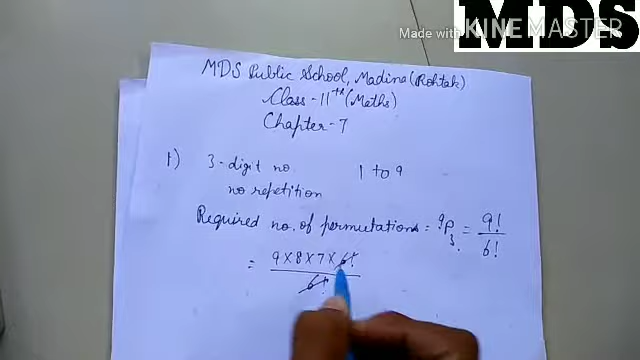 Made with KINEMASTER
MDS
MDS Public School, Madina (Rohtak)
Class - 11th (Maths)
Chapter - 7
1) 3-digit no. 1 to 9
no repetition
Required no. of permutations = ⁹P₃ = 9!/6!
= 9×8×7×6!/6!